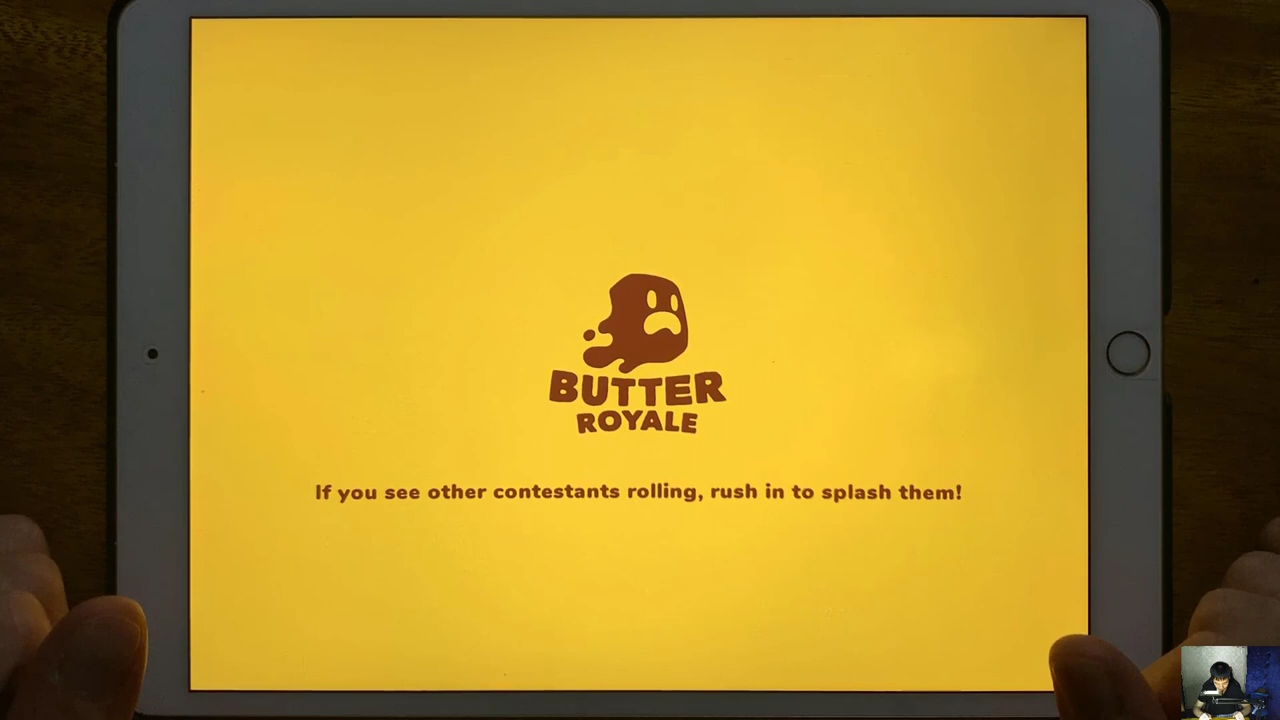 BUTTER
ROYALE
If you see other contestants rolling, rush in to splash them!